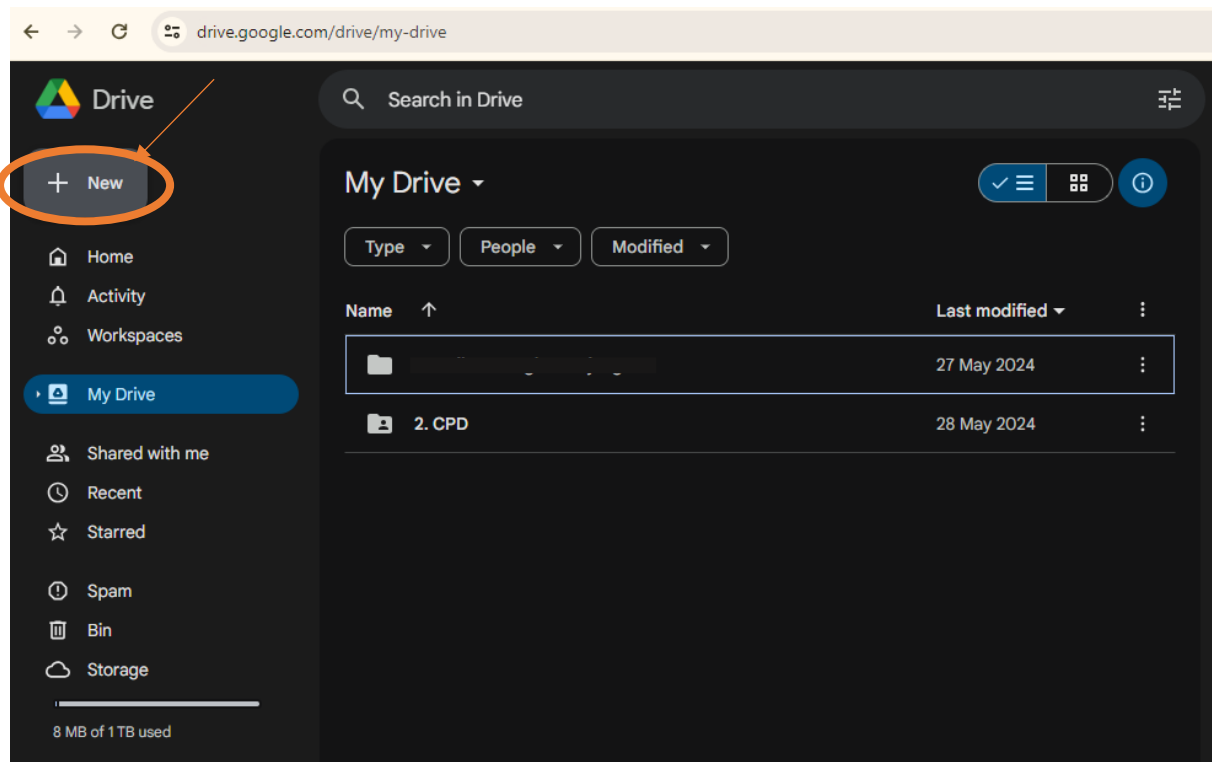 drive.google.com/drive/my-drive
Drive
Search in Drive
New
My Drive
Type People Modified
Home
Activity
Name Last modified
Workspaces
27 May 2024
My Drive
2. CPD 28 May 2024
Shared with me
Recent
Starred
Spam
Bin
Storage
8 MB of 1 TB used